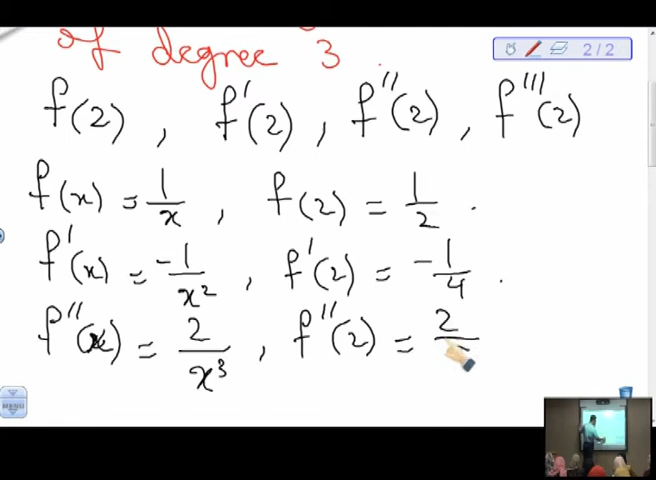 of degree 3.
2/2
f(2), f'(2), f''(2), f'''(2)
f(x) = 1/x, f(2) = 1/2.
f'(x) = -1/x², f'(2) = -1/4.
f''(x) = 2/x³, f''(2) = 2/